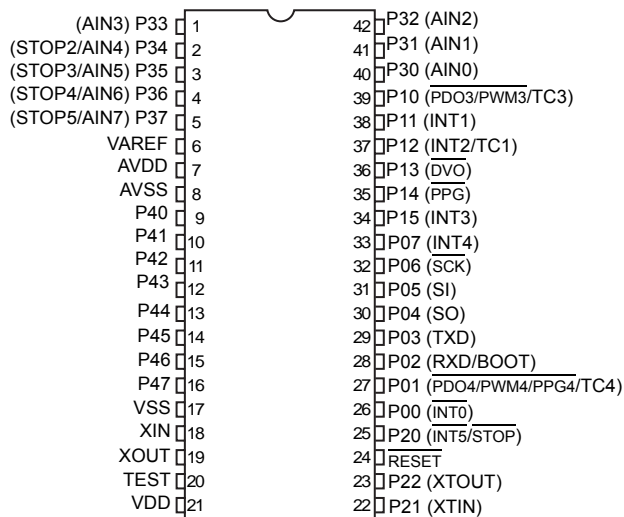 (AIN3) P33 1 42 P32 (AIN2)
(STOP2/AIN4) P34 2 41 P31 (AIN1)
(STOP3/AIN5) P35 3 40 P30 (AIN0)
(STOP4/AIN6) P36 4 39 P10 (PDO3/PWM3/TC3)
(STOP5/AIN7) P37 5 38 P11 (INT1)
VAREF 6 37 P12 (INT2/TC1)
AVDD 7 36 P13 (DVO)
AVSS 8 35 P14 (PPG)
P40 9 34 P15 (INT3)
P41 10 33 P07 (INT4)
P42 11 32 P06 (SCK)
P43 12 31 P05 (SI)
P44 13 30 P04 (SO)
P45 14 29 P03 (TXD)
P46 15 28 P02 (RXD/BOOT)
P47 16 27 P01 (PDO4/PWM4/PPG4/TC4)
VSS 17 26 P00 (INT0)
XIN 18 25 P20 (INT5/STOP)
XOUT 19 24 RESET
TEST 20 23 P22 (XTOUT)
VDD 21 22 P21 (XTIN)